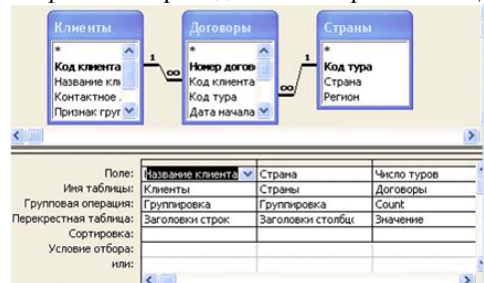 Клиенты
*
Код клиента
Название кли
Контактное .
Признак груг
Договоры
*
Номер догов
Код клиента
Код тура
Дата начала
Страны
*
Код тура
Страна
Регион
1 ∞
1 ∞
Поле: Название клиента Страна Число туров
Имя таблицы: Клиенты Страны Договоры
Групповая операция: Группировка Группировка Count
Перекрестная таблица: Заголовки строк Заголовки столбцс Значение
Сортировка:
Условие отбора:
или: